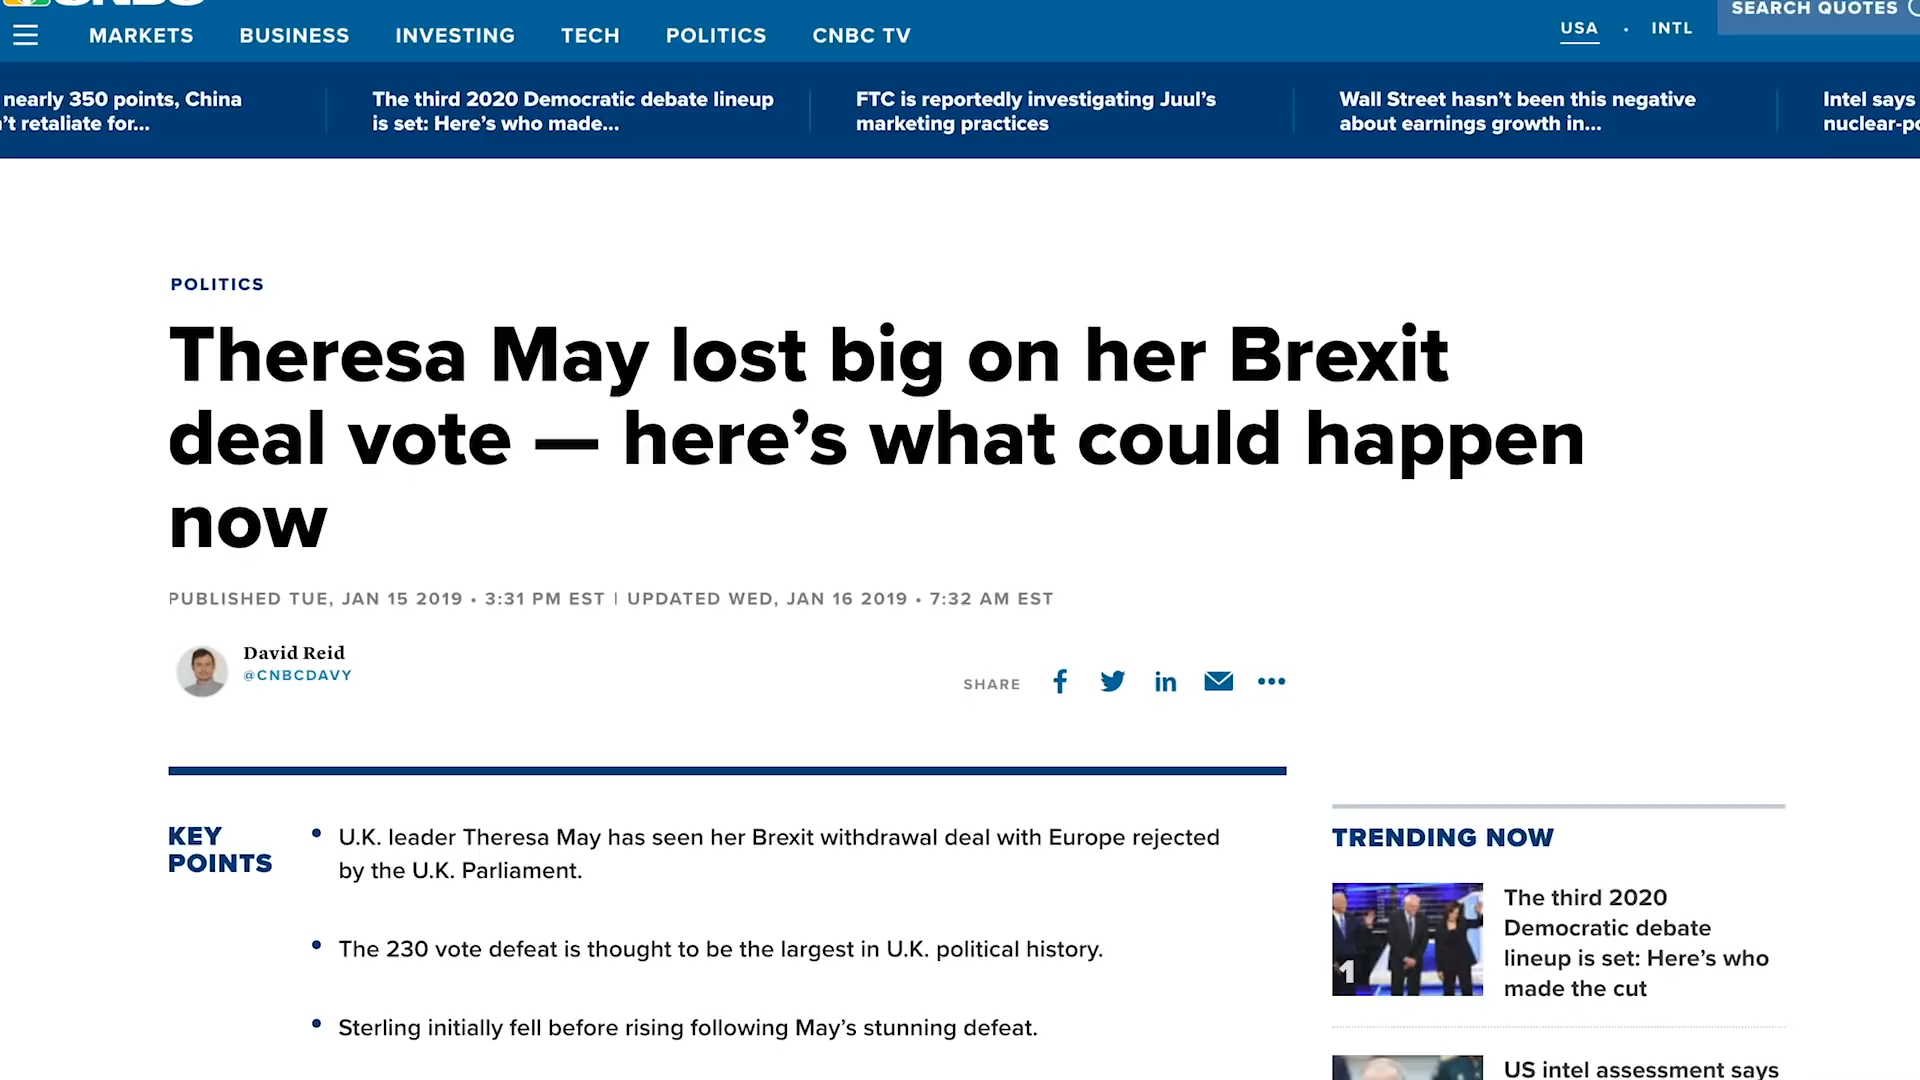 CNBC
MARKETS BUSINESS INVESTING TECH POLITICS CNBC TV
USA · INTL
SEARCH QUOTES
nearly 350 points, China
't retaliate for...
The third 2020 Democratic debate lineup
is set: Here's who made...
FTC is reportedly investigating Juul's
marketing practices
Wall Street hasn't been this negative
about earnings growth in...
Intel says
POLITICS
Theresa May lost big on her Brexit
deal vote — here's what could happen
now
PUBLISHED TUE, JAN 15 2019 • 3:31 PM EST | UPDATED WED, JAN 16 2019 • 7:32 AM EST
David Reid
@CNBCDAVY
SHARE
KEY
POINTS
• U.K. leader Theresa May has seen her Brexit withdrawal deal with Europe rejected
by the U.K. Parliament.
• The 230 vote defeat is thought to be the largest in U.K. political history.
• Sterling initially fell before rising following May's stunning defeat.
TRENDING NOW
1
The third 2020
Democratic debate
lineup is set: Here's who
made the cut
US intel assessment says